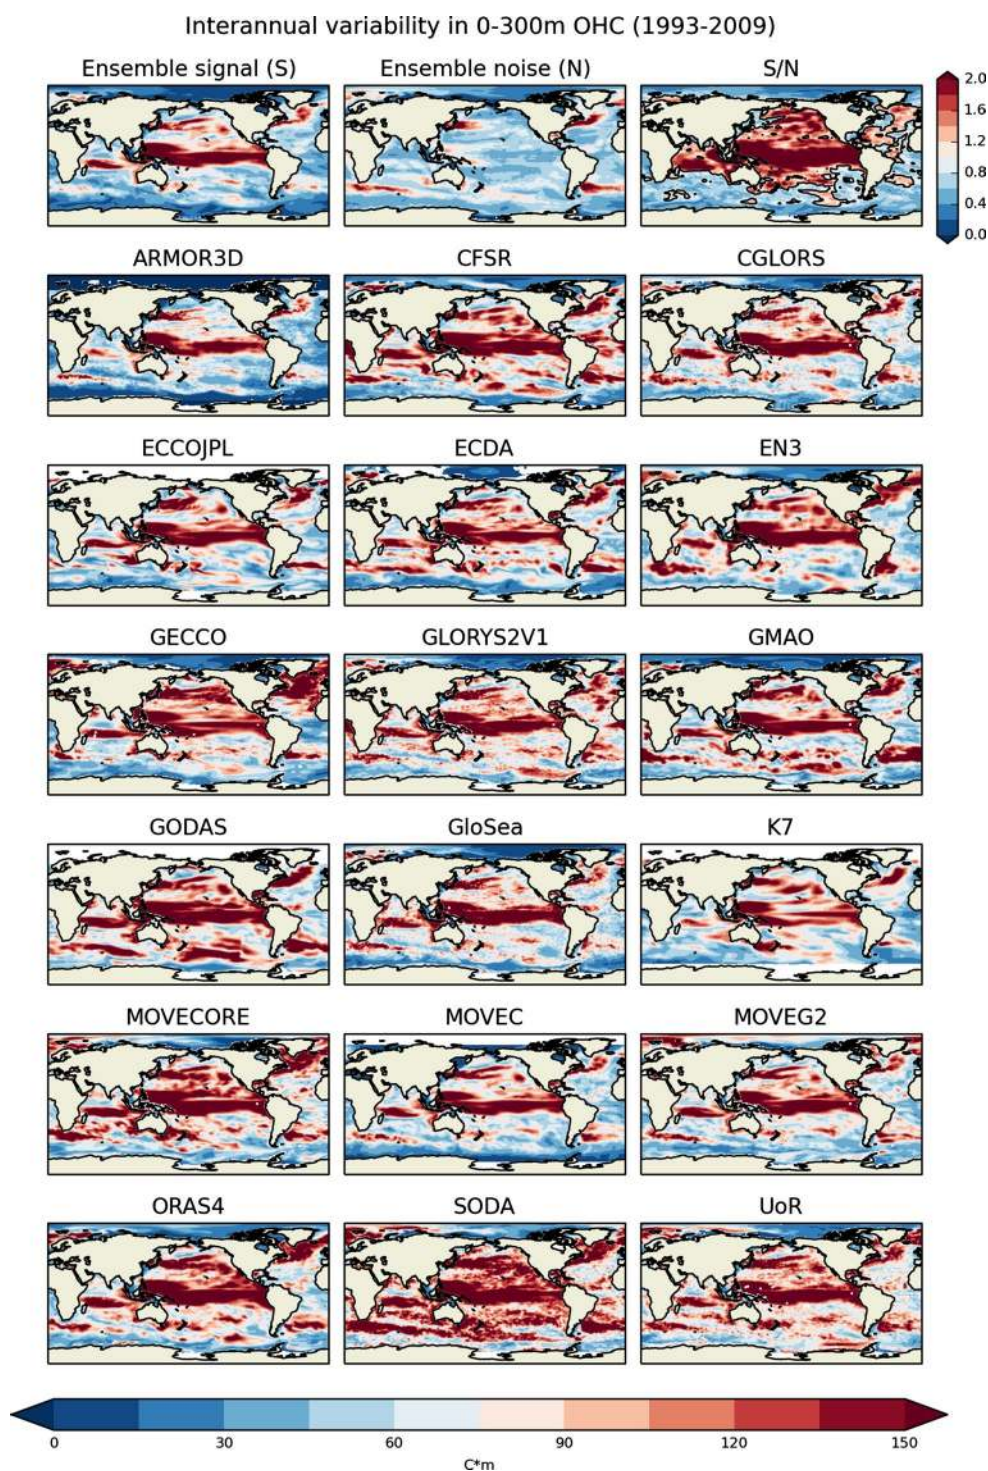 Interannual variability in 0-300m OHC (1993-2009)
Ensemble signal (S) Ensemble noise (N) S/N
2.0
1.6
1.2
0.8
0.4
0.0
ARMOR3D CFSR CGLORS
ECCOJPL ECDA EN3
GECCO GLORYS2V1 GMAO
GODAS GloSea K7
MOVECORE MOVEC MOVEG2
ORAS4 SODA UoR
0 30 60 90 120 150
C*m